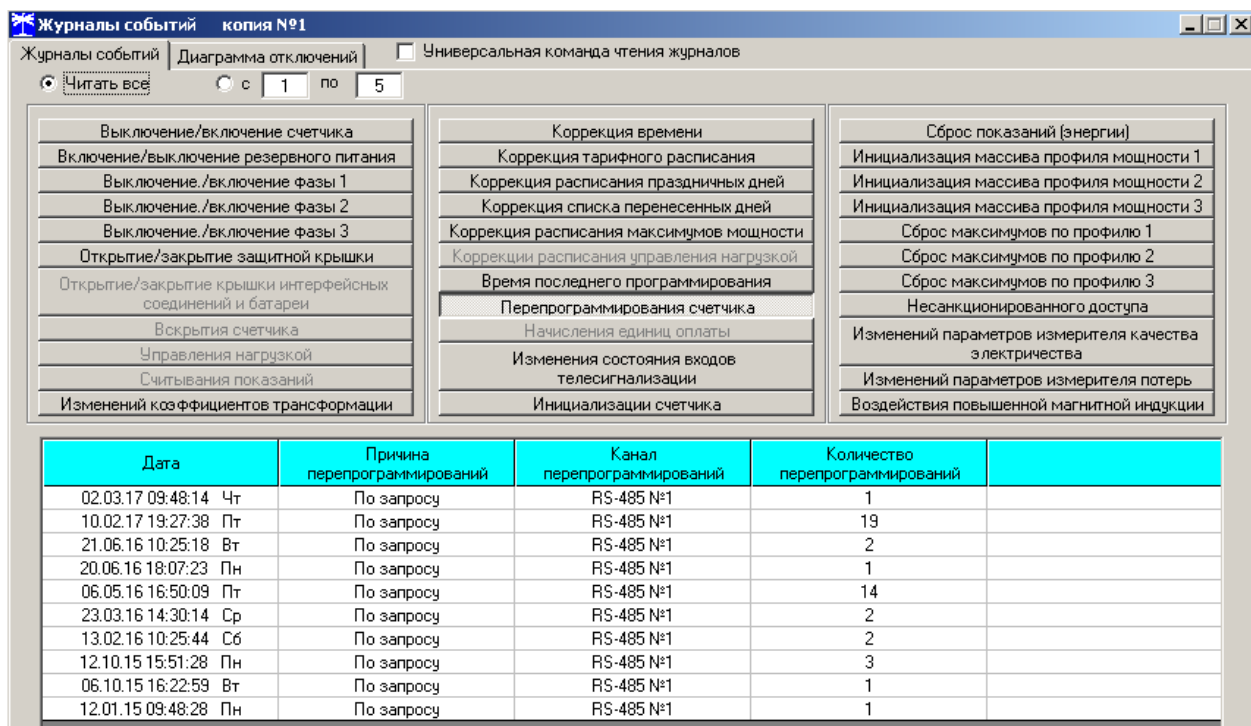 Журналы событий копия №1
Журналы событий Диаграмма отключений Универсальная команда чтения журналов
Читать все с 1 по 5
Выключение/включение счетчика
Включение/выключение резервного питания
Выключение./включение фазы 1
Выключение./включение фазы 2
Выключение./включение фазы 3
Открытие/закрытие защитной крышки
Открытие/закрытие крышки интерфейсных
соединений и батареи
Вскрытия счетчика
Управления нагрузкой
Считывания показаний
Изменений коэффициентов трансформации
Коррекция времени
Коррекция тарифного расписания
Коррекция расписания праздничных дней
Коррекция списка перенесенных дней
Коррекция расписания максимумов мощности
Коррекции расписания управления нагрузкой
Время последнего программирования
Перепрограммирования счетчика
Начисления единиц оплаты
Изменения состояния входов
телесигнализации
Инициализации счетчика
Сброс показаний (энергии)
Инициализация массива профиля мощности 1
Инициализация массива профиля мощности 2
Инициализация массива профиля мощности 3
Сброс максимумов по профилю 1
Сброс максимумов по профилю 2
Сброс максимумов по профилю 3
Несанкционированного доступа
Изменений параметров измерителя качества
электричества
Изменений параметров измерителя потерь
Воздействия повышенной магнитной индукции
Дата Причина перепрограммирований Канал перепрограммирований Количество перепрограммирований
02.03.17 09:48:14 Чт По запросу RS-485 №1 1
10.02.17 19:27:38 Пт По запросу RS-485 №1 19
21.06.16 10:25:18 Вт По запросу RS-485 №1 2
20.06.16 18:07:23 Пн По запросу RS-485 №1 1
06.05.16 16:50:09 Пт По запросу RS-485 №1 14
23.03.16 14:30:14 Ср По запросу RS-485 №1 2
13.02.16 10:25:44 Сб По запросу RS-485 №1 2
12.10.15 15:51:28 Пн По запросу RS-485 №1 3
06.10.15 16:22:59 Вт По запросу RS-485 №1 1
12.01.15 09:48:28 Пн По запросу RS-485 №1 1